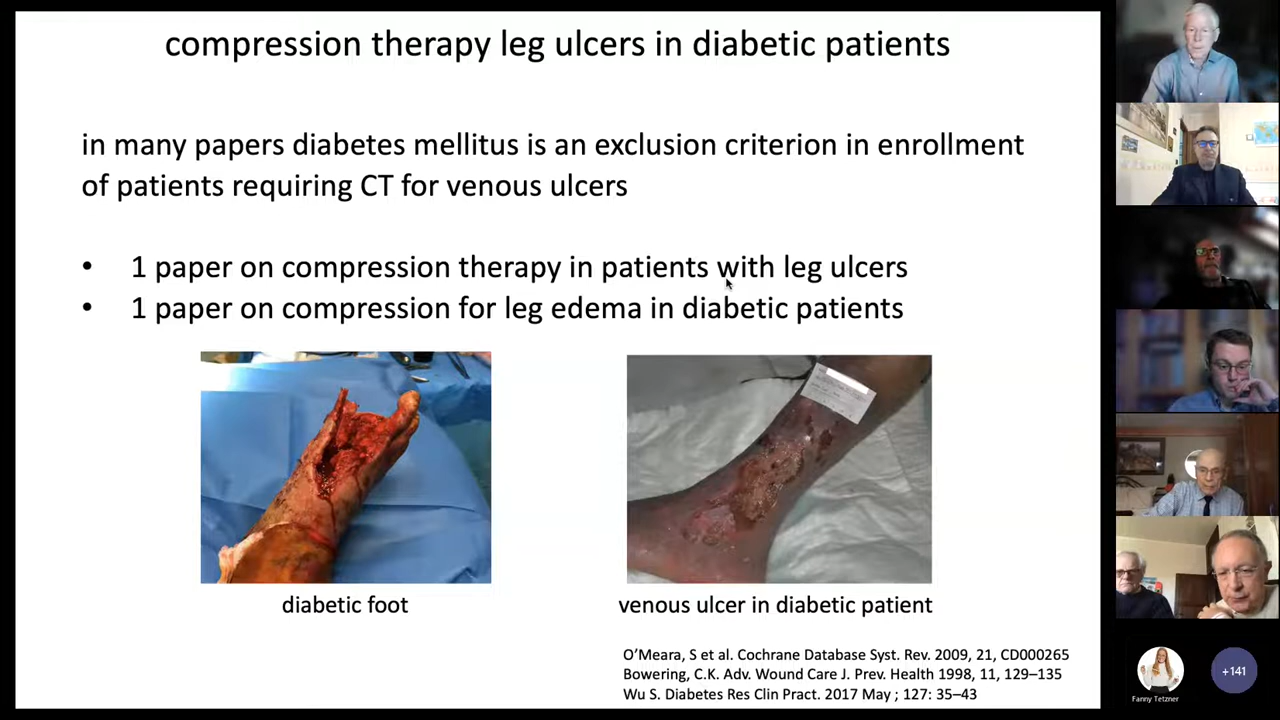 compression therapy leg ulcers in diabetic patients
in many papers diabetes mellitus is an exclusion criterion in enrollment
of patients requiring CT for venous ulcers
• 1 paper on compression therapy in patients with leg ulcers
• 1 paper on compression for leg edema in diabetic patients
diabetic foot
venous ulcer in diabetic patient
O’Meara, S et al. Cochrane Database Syst. Rev. 2009, 21, CD000265
Bowering, C.K. Adv. Wound Care J. Prev. Health 1998, 11, 129–135
Wu S. Diabetes Res Clin Pract. 2017 May ; 127: 35–43
Fanny Tetzner
+141